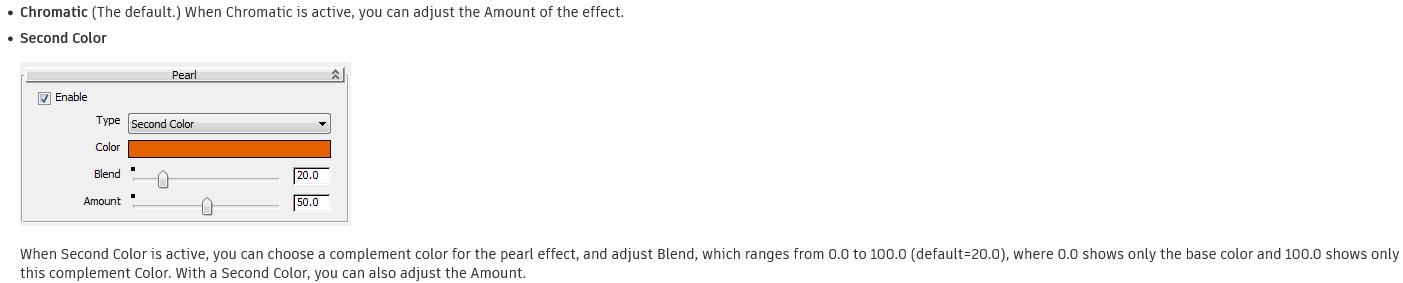 • Chromatic (The default.) When Chromatic is active, you can adjust the Amount of the effect.
• Second Color
Pearl
Enable
Type Second Color
Color
Blend 20.0
Amount 50.0
When Second Color is active, you can choose a complement color for the pearl effect, and adjust Blend, which ranges from 0.0 to 100.0 (default=20.0), where 0.0 shows only the base color and 100.0 shows only
this complement Color. With a Second Color, you can also adjust the Amount.